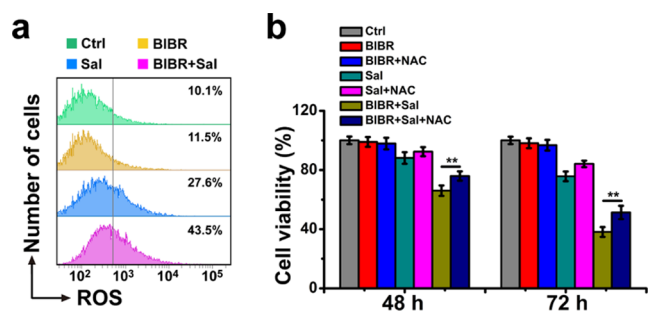 a
Ctrl BIBR
Sal BIBR+Sal
10.1%
11.5%
27.6%
43.5%
Number of cells
10² 10³ 10⁴ 10⁵
ROS
b
Ctrl
BIBR
BIBR+NAC
Sal
Sal+NAC
BIBR+Sal
BIBR+Sal+NAC
Cell viability (%)
120
80
40
0
**
**
48 h 72 h